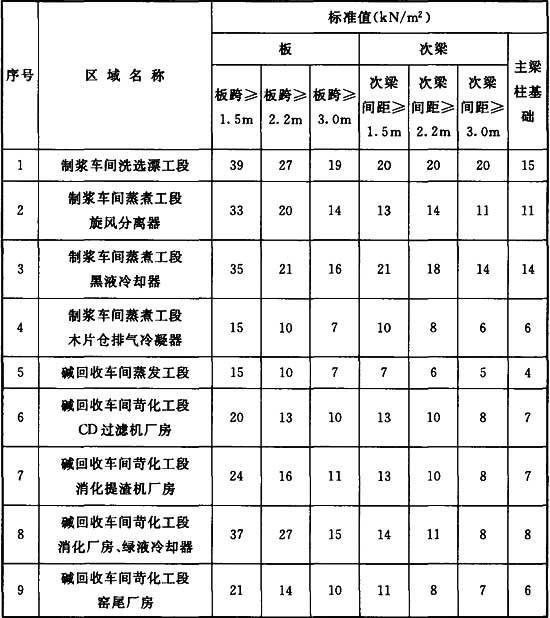 标准值(kN/m²)
板 次梁
序号 区域名称 主梁柱基础
板跨≥1.5m 板跨≥2.2m 板跨≥3.0m 次梁间距≥1.5m 次梁间距≥2.2m 次梁间距≥3.0m
1 制浆车间洗选漂工段 39 27 19 20 20 20 15
制浆车间蒸煮工段
2 旋风分离器 33 20 14 13 14 11 11
制浆车间蒸煮工段
3 黑液冷却器 35 21 16 21 18 14 14
制浆车间蒸煮工段
4 木片仓排气冷凝器 15 10 7 10 8 6 6
5 碱回收车间蒸发工段 15 10 7 7 6 5 4
碱回收车间苛化工段
6 CD过滤机厂房 20 13 10 13 10 8 7
碱回收车间苛化工段
7 消化提渣机厂房 24 16 11 13 10 8 7
碱回收车间苛化工段
8 消化厂房、绿液冷却器 37 27 15 14 11 8 8
碱回收车间苛化工段
9 窑尾厂房 21 14 10 11 8 7 6